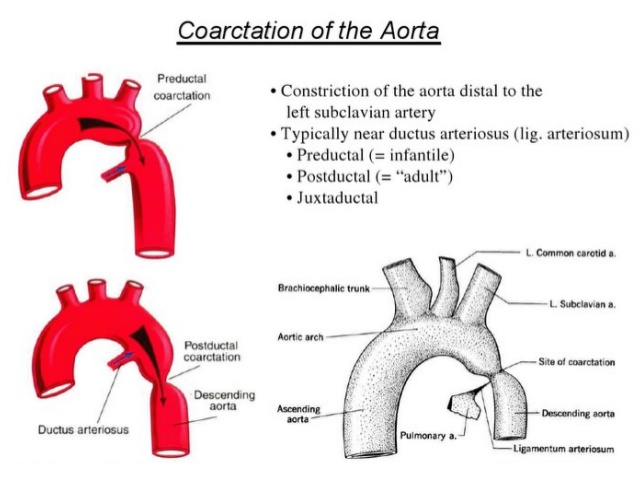 Coarctation of the Aorta
Preductal
coarctation
• Constriction of the aorta distal to the
left subclavian artery
• Typically near ductus arteriosus (lig. arteriosum)
• Preductal (= infantile)
• Postductal (= “adult”)
• Juxtaductal
Postductal
coarctation
Descending
aorta
Ductus arteriosus
L. Common carotid a.
Brachiocephalic trunk
L. Subclavian a.
Aortic arch
Site of coarctation
Ascending
aorta
Descending aorta
Pulmonary a.
Ligamentum arteriosum